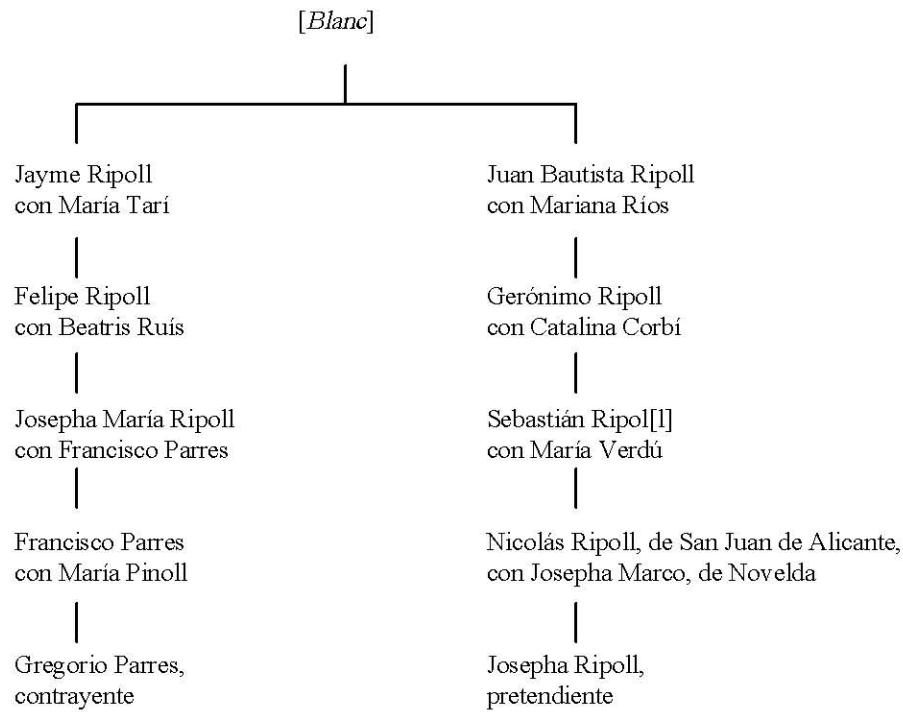 [Blanc]
Jayme Ripoll
con María Tarí
Juan Bautista Ripoll
con Mariana Ríos
Felipe Ripoll
con Beatris Ruís
Gerónimo Ripoll
con Catalina Corbí
Josepha María Ripoll
con Francisco Parres
Sebastián Ripol[l]
con María Verdú
Francisco Parres
con María Pinoll
Nicolás Ripoll, de San Juan de Alicante,
con Josepha Marco, de Novelda
Gregorio Parres,
contrayente
Josepha Ripoll,
pretendiente